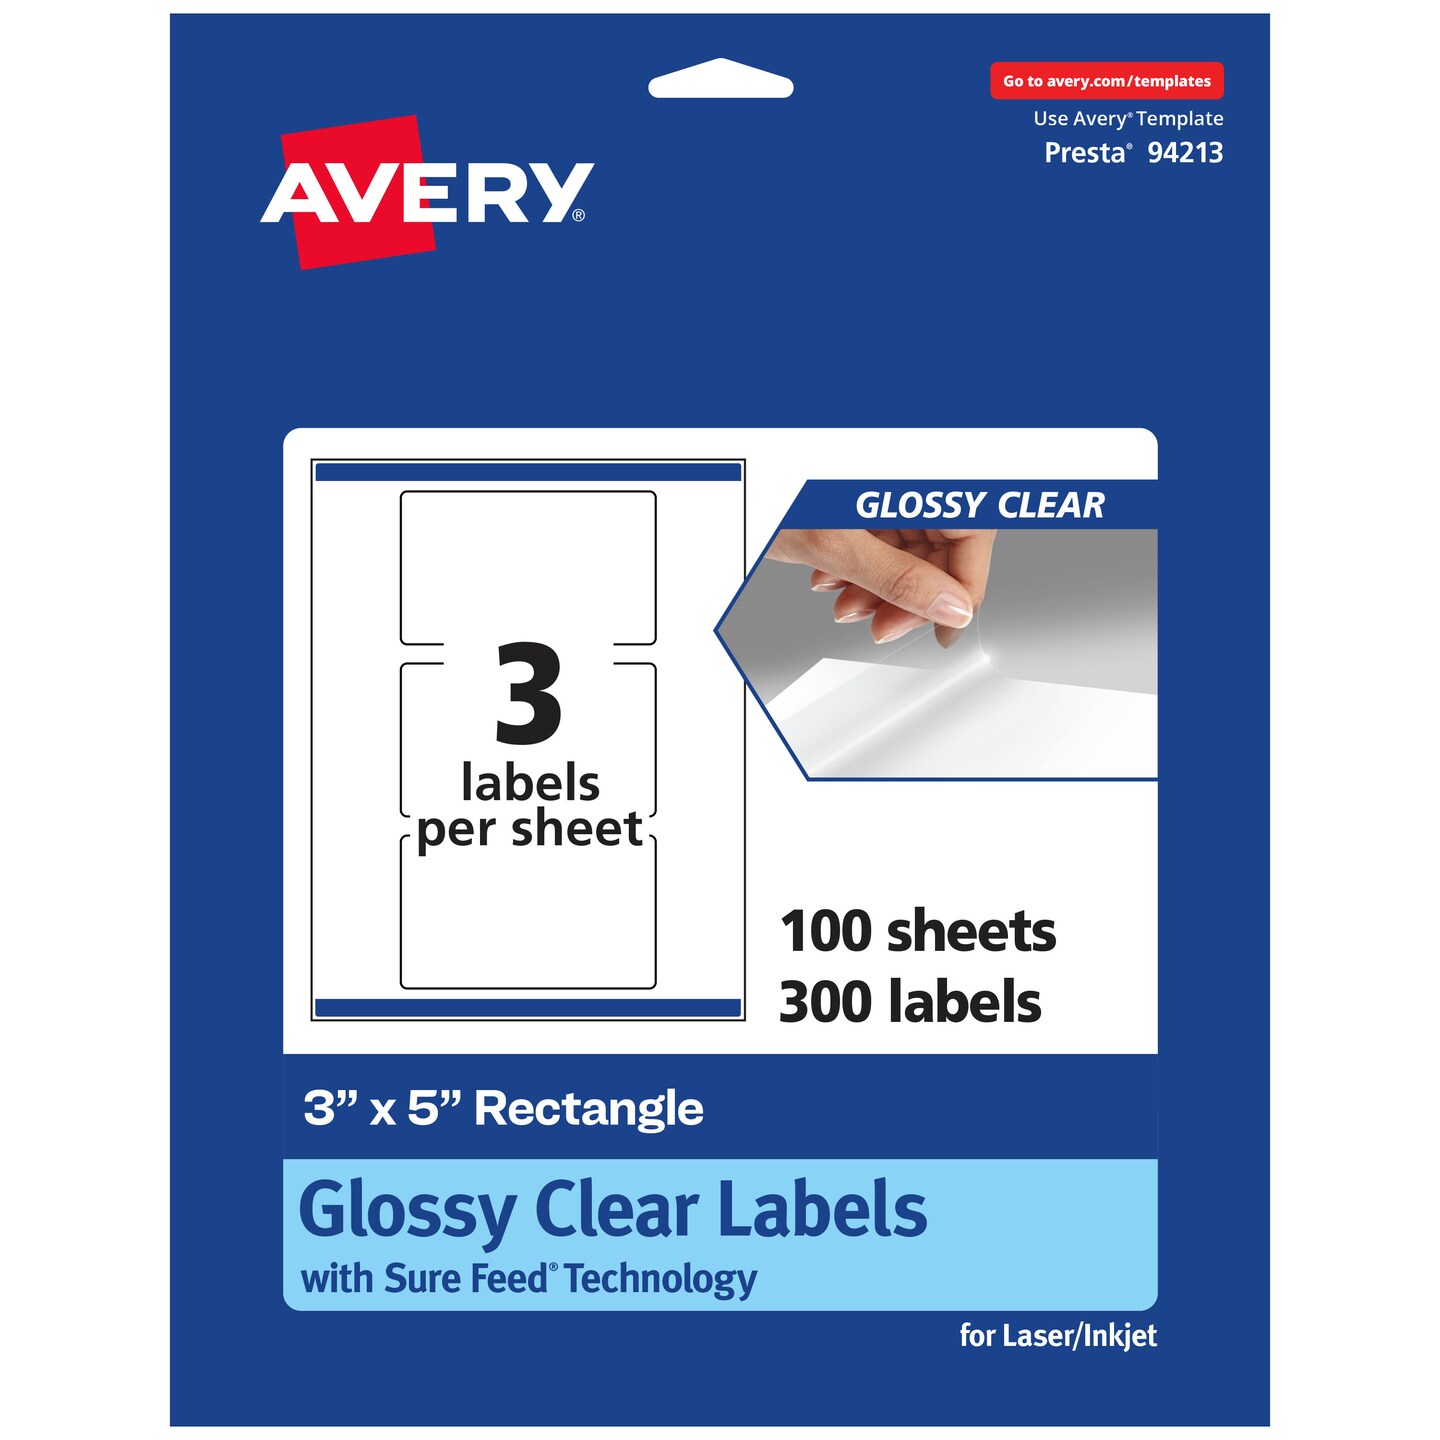 Go to avery.com/templates
Use Avery® Template
Presta® 94213
AVERY®
GLOSSY CLEAR
3
labels
per sheet
100 sheets
300 labels
3” x 5” Rectangle
Glossy Clear Labels
with Sure Feed® Technology
for Laser/Inkjet